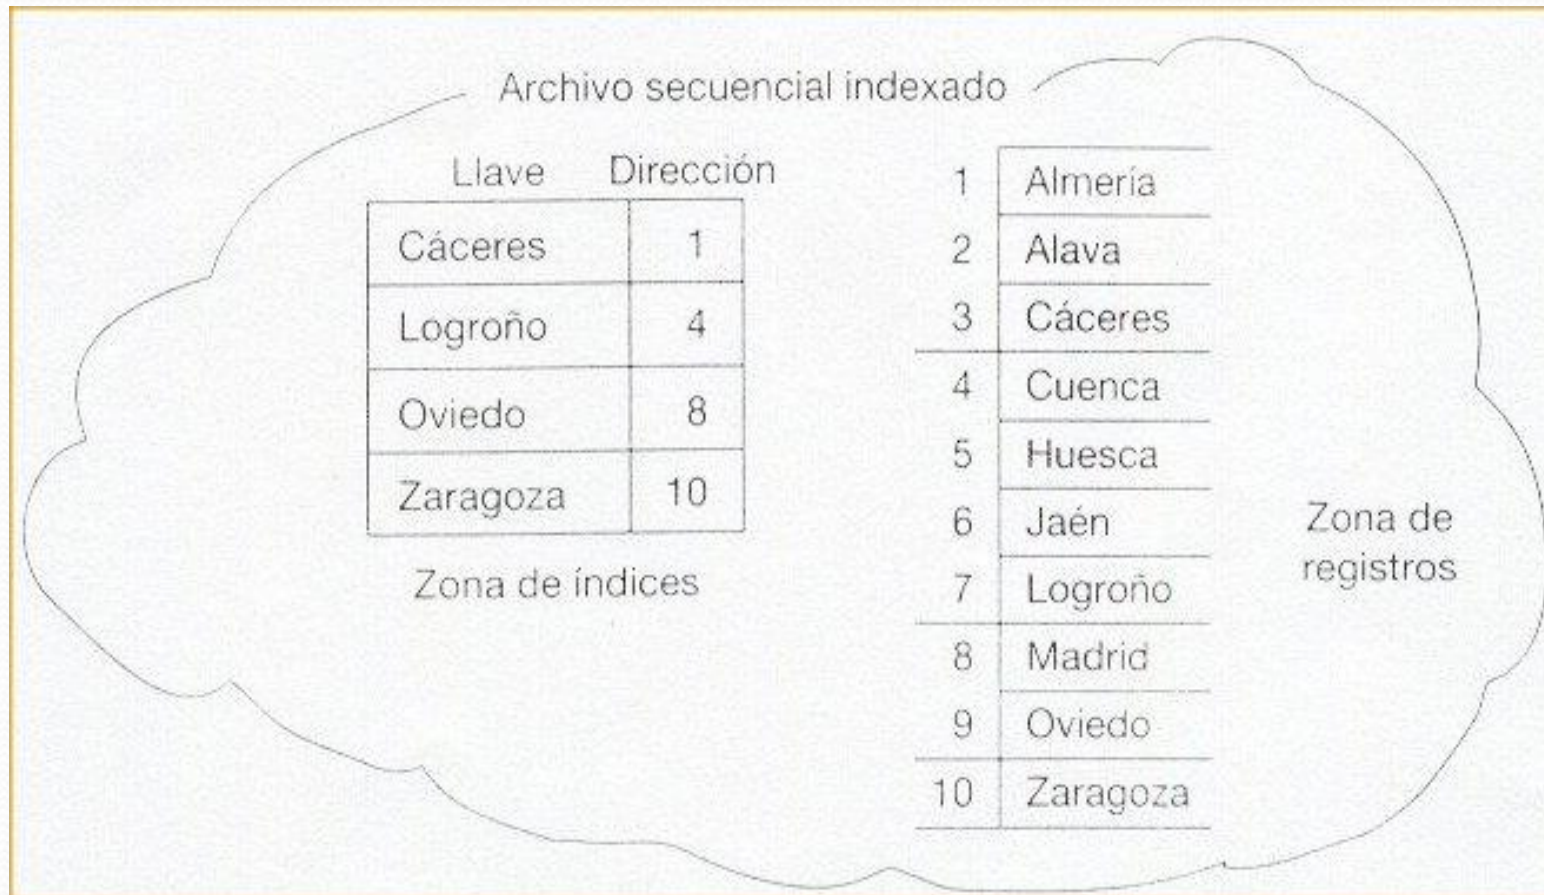 Archivo secuencial indexado
Llave Dirección
Cáceres 1
Logroño 4
Oviedo 8
Zaragoza 10
Zona de índices
1 Almería
2 Alava
3 Cáceres
4 Cuenca
5 Huesca
6 Jaén
7 Logroño
8 Madrid
9 Oviedo
10 Zaragoza
Zona de
registros